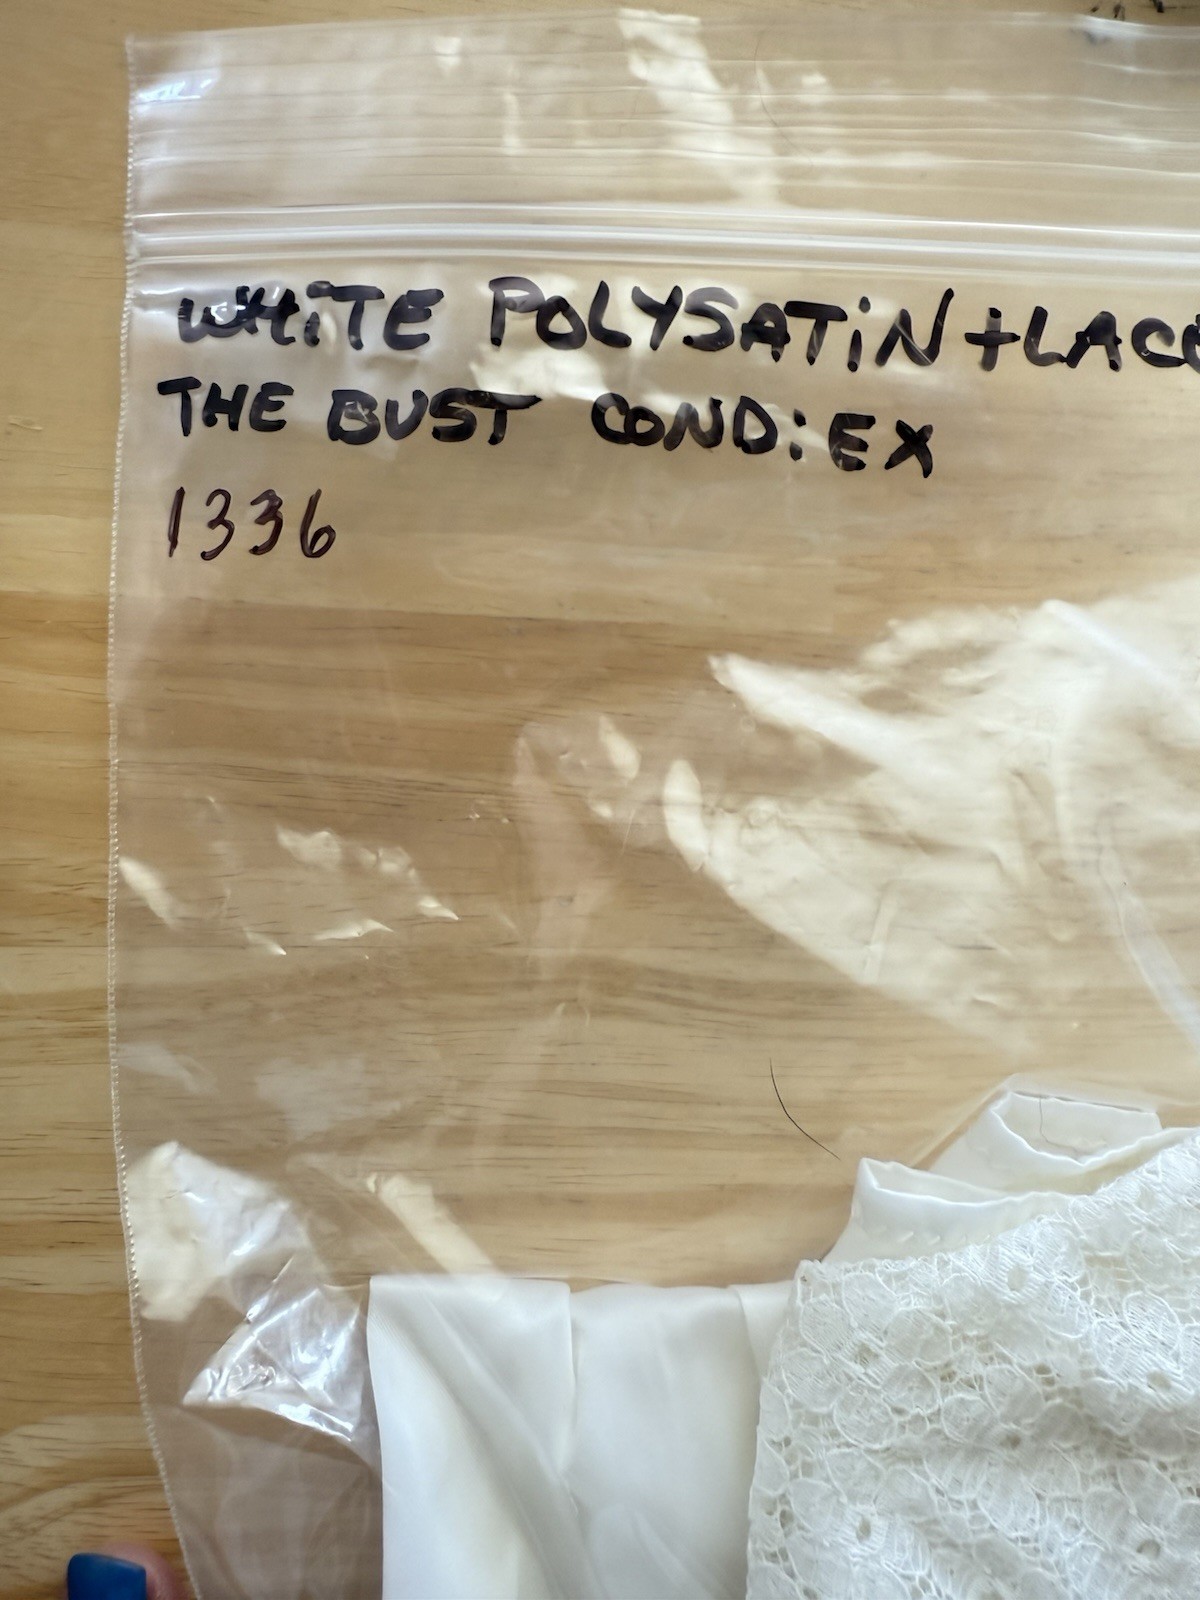 WHiTE POLYSATiN + LACE
THE BUST COND: EX
1336